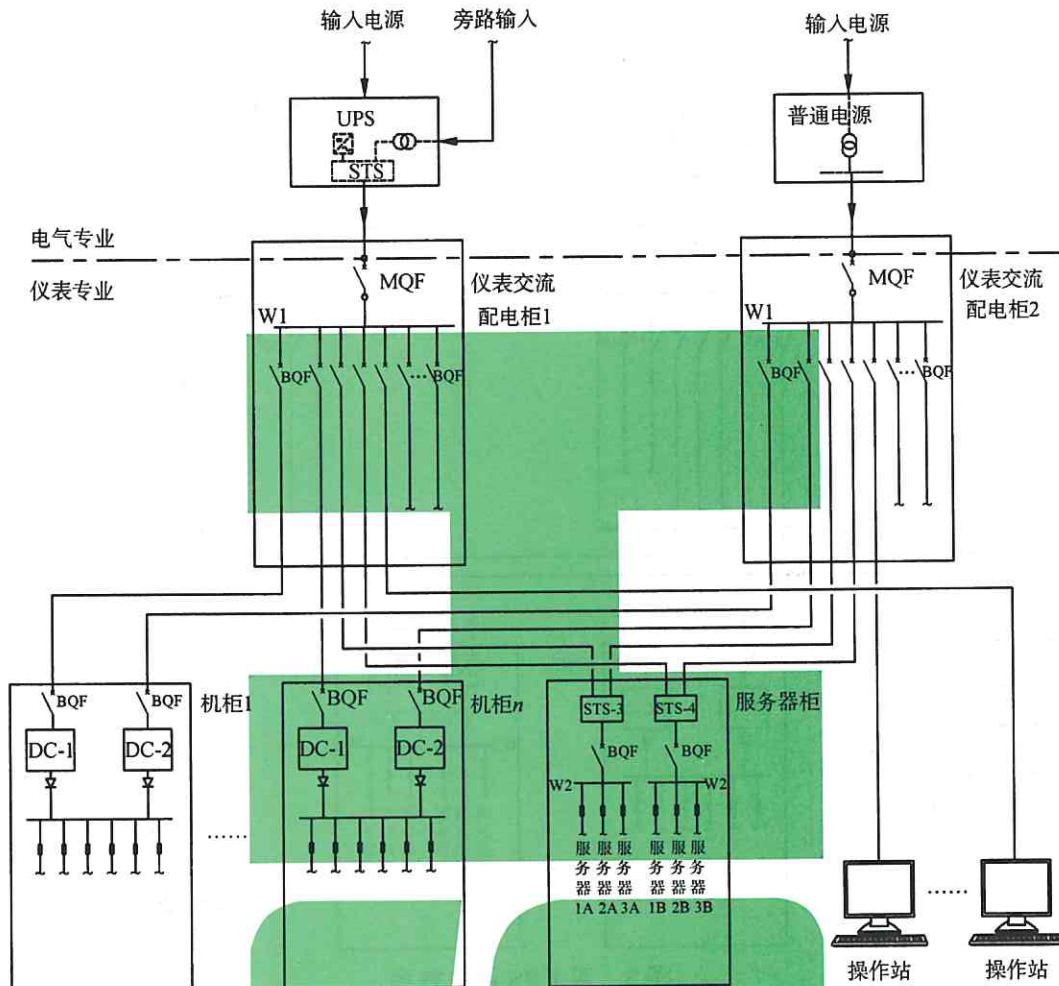 输入电源
旁路输入
输入电源
UPS
STS
普通电源
电气专业
仪表专业
MQF
仪表交流
配电柜1
W1
BQF
...
BQF
MQF
仪表交流
配电柜2
W1
BQF
...
BQF
BQF
BQF
机柜1
DC-1
DC-2
......
BQF
BQF
机柜n
DC-1
DC-2
STS-3
STS-4
服务器柜
BQF
BQF
W2
W2
服务器1A
服务器2A
服务器3A
服务器1B
服务器2B
服务器3B
......
操作站
操作站